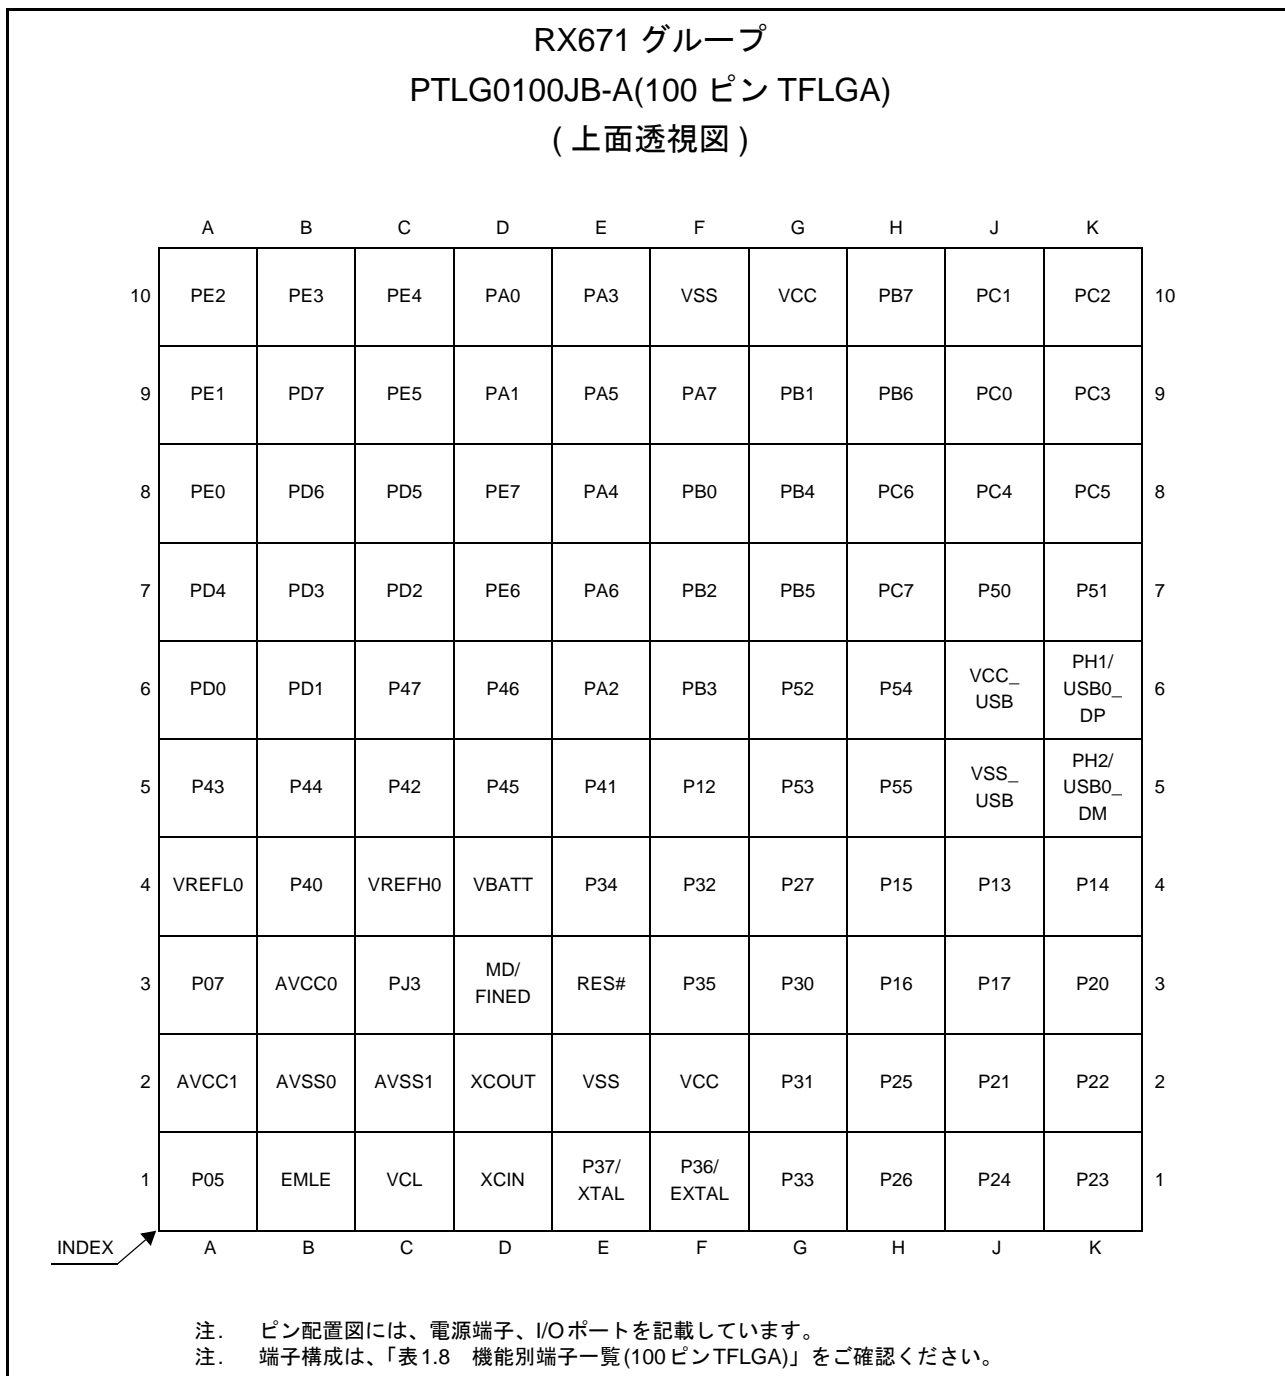 RX671 グループ
PTLG0100JB-A(100 ピン TFLGA)
( 上面透視図 )
A B C D E F G H J K
10 PE2 PE3 PE4 PA0 PA3 VSS VCC PB7 PC1 PC2 10
9 PE1 PD7 PE5 PA1 PA5 PA7 PB1 PB6 PC0 PC3 9
8 PE0 PD6 PD5 PE7 PA4 PB0 PB4 PC6 PC4 PC5 8
7 PD4 PD3 PD2 PE6 PA6 PB2 PB5 PC7 P50 P51 7
6 PD0 PD1 P47 P46 PA2 PB3 P52 P54 VCC_
USB PH1/
USB0_
DP 6
5 P43 P44 P42 P45 P41 P12 P53 P55 VSS_
USB PH2/
USB0_
DM 5
4 VREFL0 P40 VREFH0 VBATT P34 P32 P27 P15 P13 P14 4
3 P07 AVCC0 PJ3 MD/
FINED RES# P35 P30 P16 P17 P20 3
2 AVCC1 AVSS0 AVSS1 XCOUT VSS VCC P31 P25 P21 P22 2
1 P05 EMLE VCL XCIN P37/
XTAL P36/
EXTAL P33 P26 P24 P23 1
INDEX A B C D E F G H J K
注. ピン配置図には、電源端子、I/Oポートを記載しています。
注. 端子構成は、「表1.8 機能別端子一覧(100ピンTFLGA)」をご確認ください。